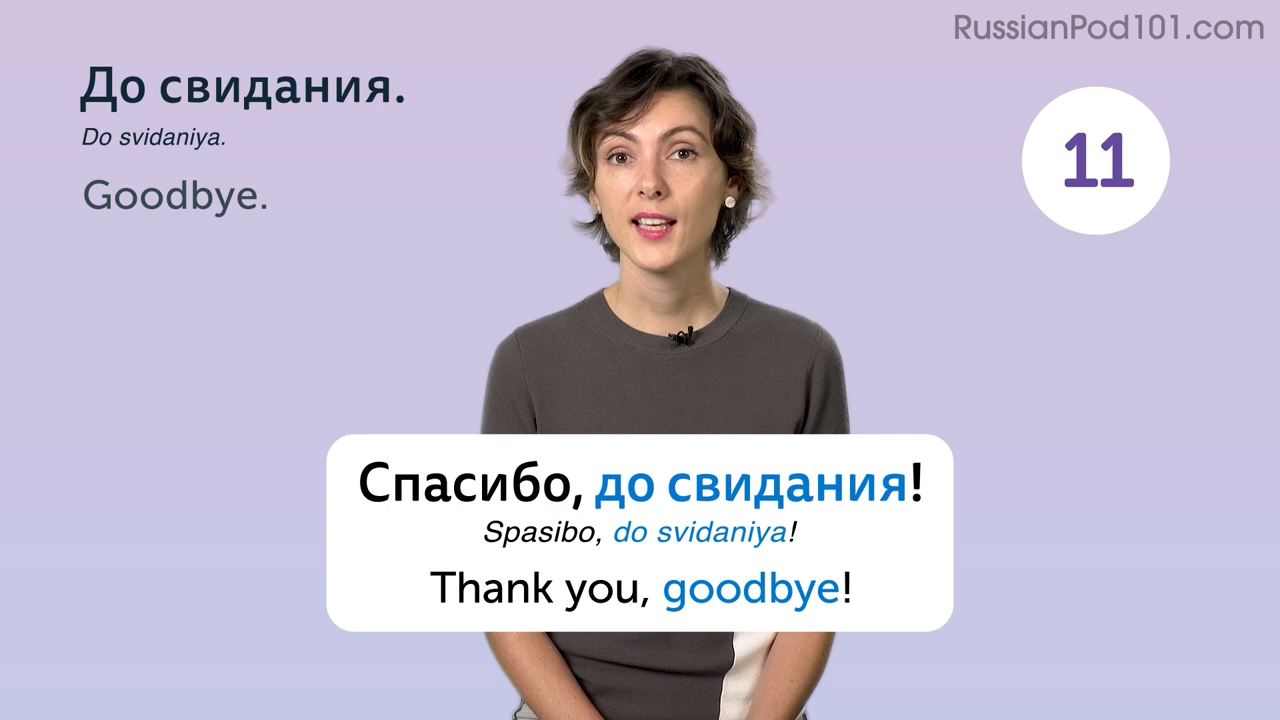 RussianPod101.com
До свидания.
Do svidaniya.
Goodbye.
11
Спасибо, до свидания!
Spasibo, do svidaniya!
Thank you, goodbye!